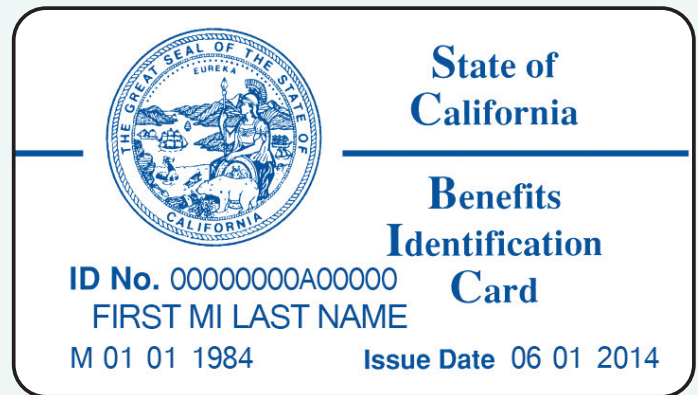 THE GREAT SEAL OF THE STATE OF CALIFORNIA
EUREKA
State of
California
Benefits
Identification
Card
ID No. 00000000A00000
FIRST MI LAST NAME
M 01 01 1984
Issue Date 06 01 2014